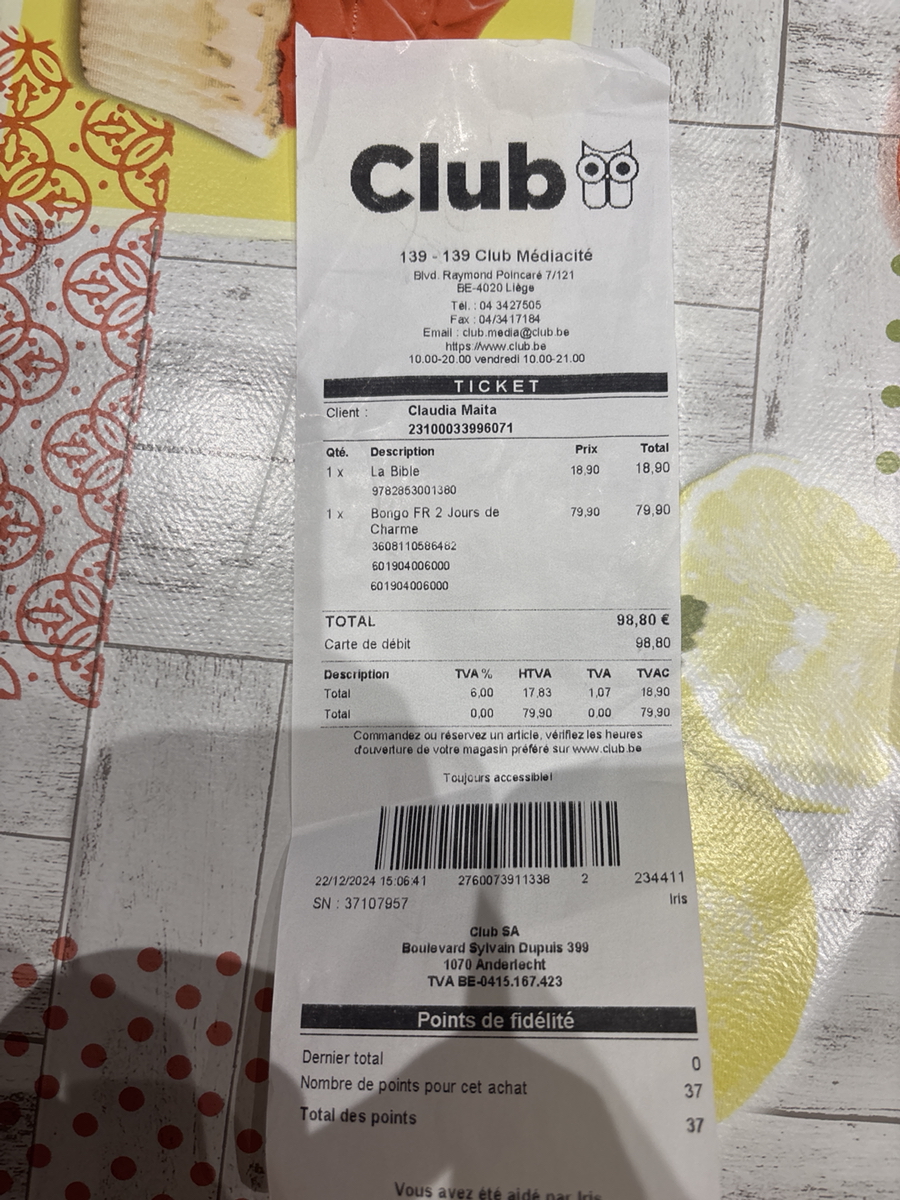 Club
139 - 139 Club Médiacité
Blvd. Raymond Poincaré 7/121
BE-4020 Liège
Tél. : 04 3427505
Fax : 04/3417184
Email : club.media@club.be
https://www.club.be
10.00-20.00 vendredi 10.00-21.00
TICKET
Client : Claudia Maita
23100033996071
Qté. Description Prix Total
1 x La Bible 18,90 18,90
9782853001380
1 x Bongo FR 2 Jours de 79,90 79,90
Charme
3608110586462
601904006000
601904006000
TOTAL 98,80 €
Carte de débit 98,80
Description TVA % HTVA TVA TVAC
Total 6,00 17,83 1,07 18,90
Total 0,00 79,90 0,00 79,90
Commandez ou réservez un article, vérifiez les heures
d'ouverture de votre magasin préféré sur www.club.be
Toujours accessible!
22/12/2024 15:06:41 2760073911338 2 234411
SN : 37107957 Iris
Club SA
Boulevard Sylvain Dupuis 399
1070 Anderlecht
TVA BE-0415.167.423
Points de fidélité
Dernier total 0
Nombre de points pour cet achat 37
Total des points 37
Vous avez été aidé par Iris